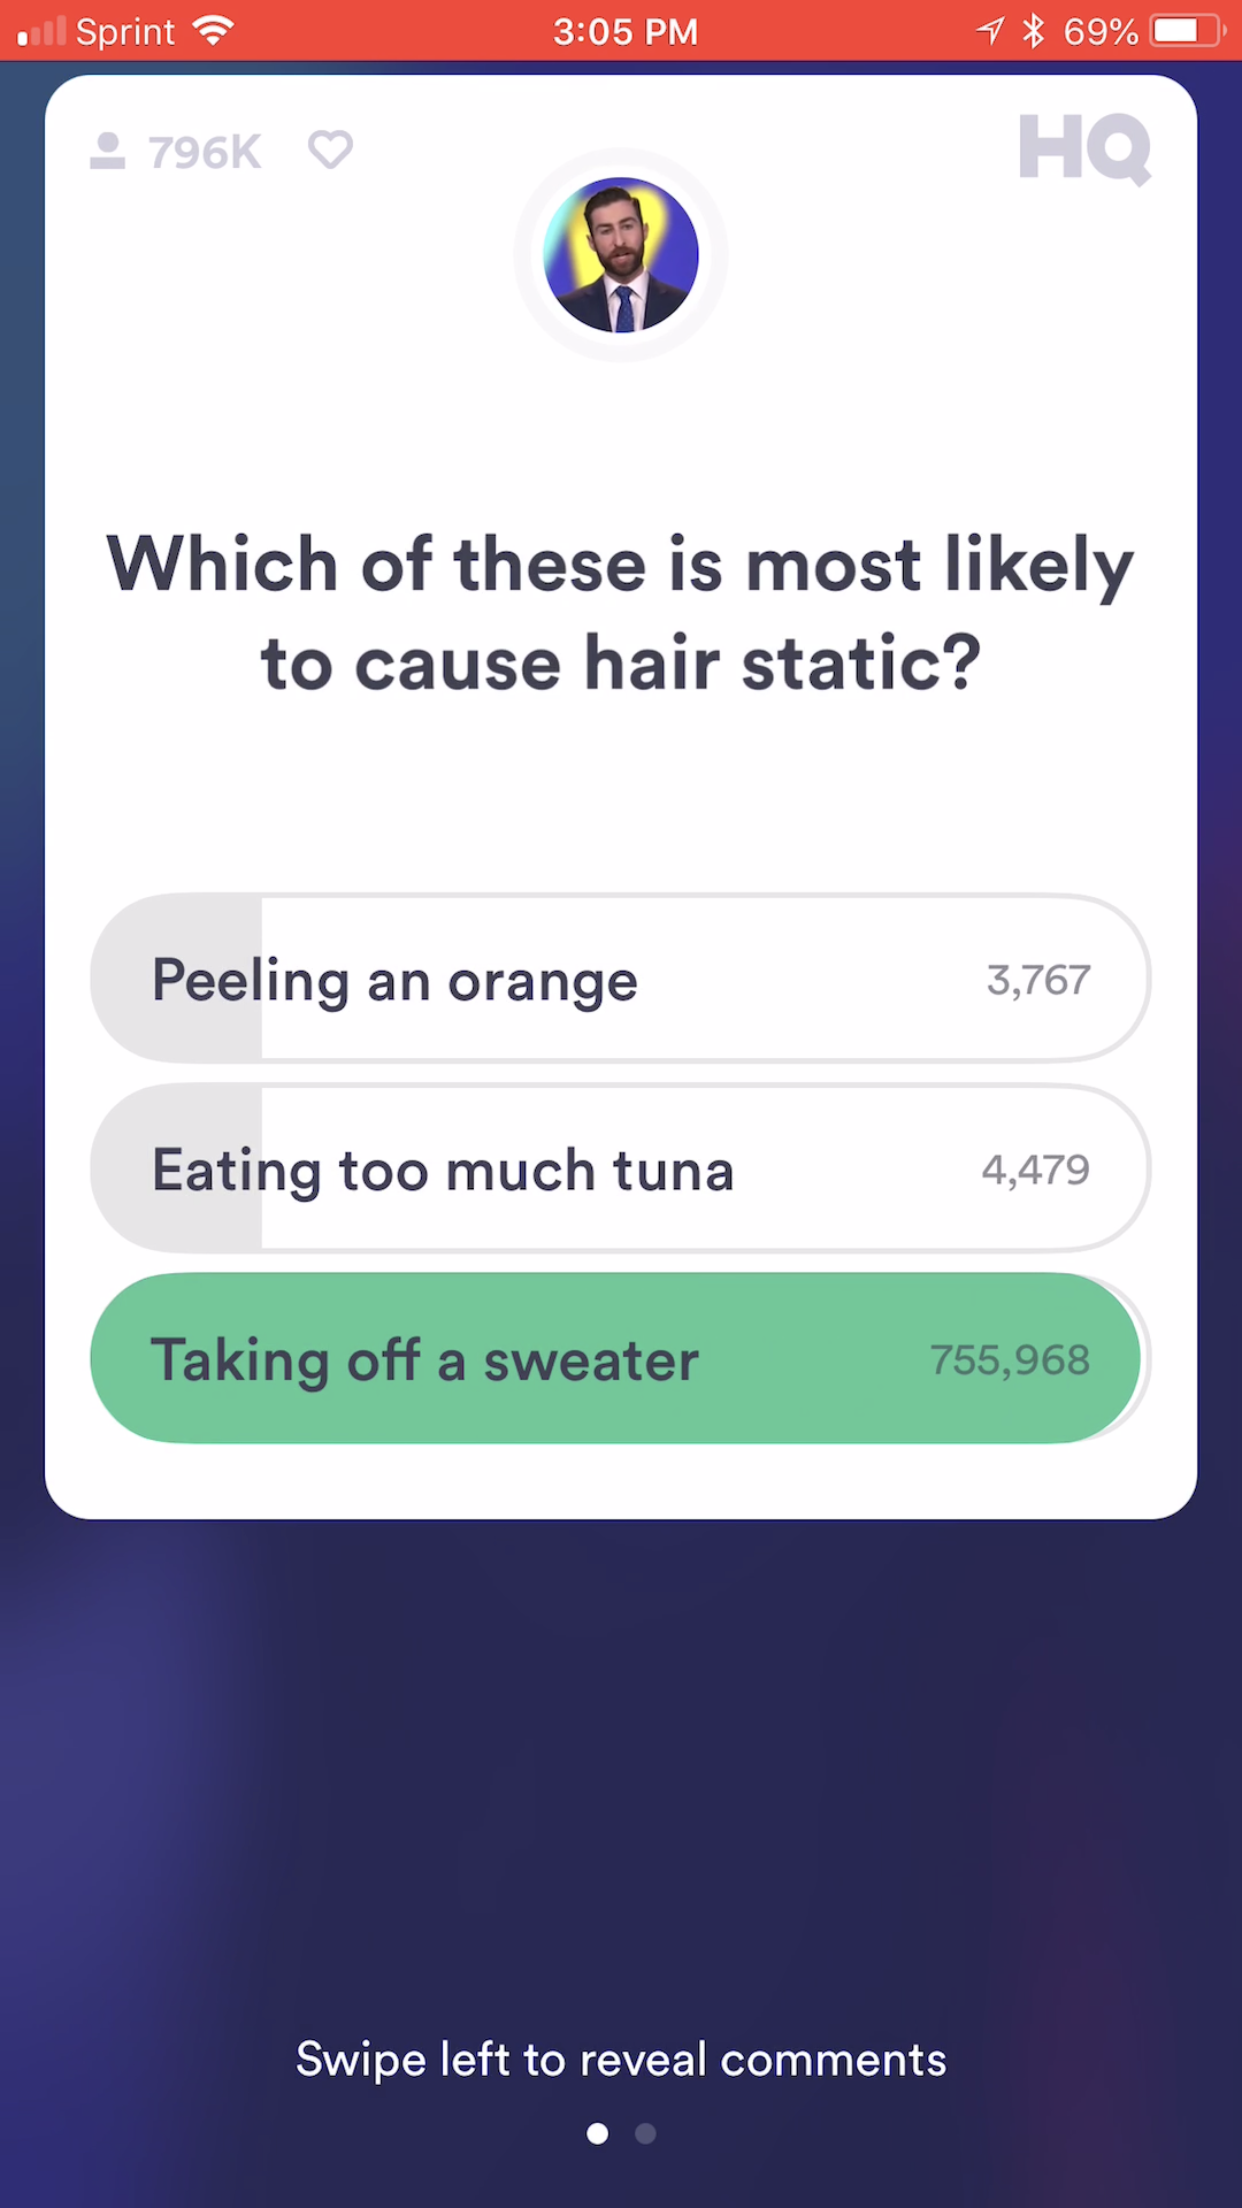 Sprint 3:05 PM 69%
796K HQ
Which of these is most likely
to cause hair static?
Peeling an orange 3,767
Eating too much tuna 4,479
Taking off a sweater 755,968
Swipe left to reveal comments